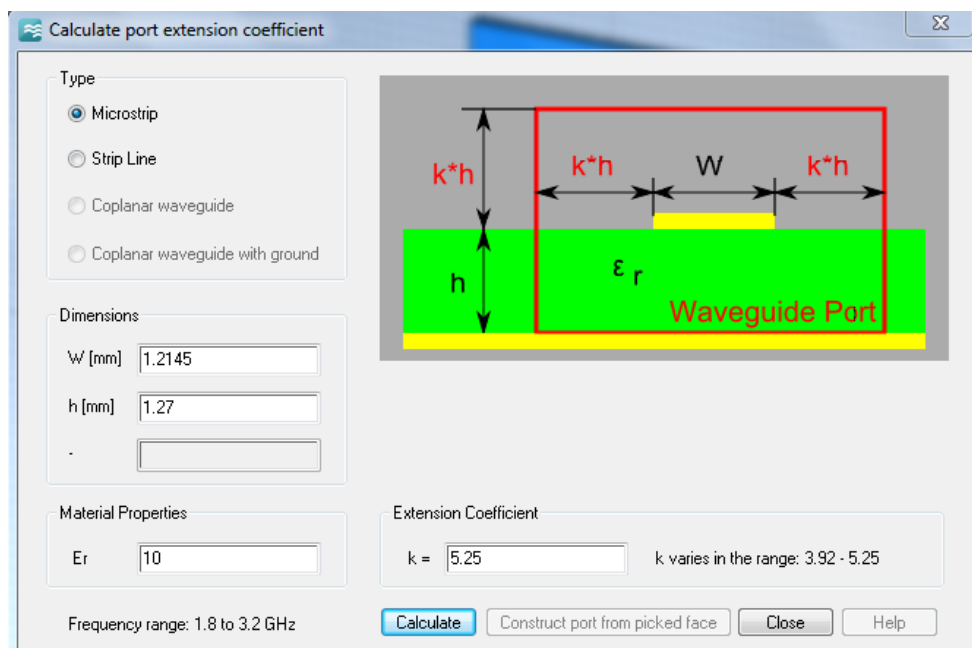 Calculate port extension coefficient
Type
Microstrip
Strip Line
Coplanar waveguide
Coplanar waveguide with ground
k*h
k*h
W
k*h
h
ε r
Waveguide Port
Dimensions
W [mm] 1.2145
h [mm] 1.27
-
Material Properties
Er 10
Extension Coefficient
k = 5.25 k varies in the range: 3.92 - 5.25
Frequency range: 1.8 to 3.2 GHz
Calculate Construct port from picked face Close Help